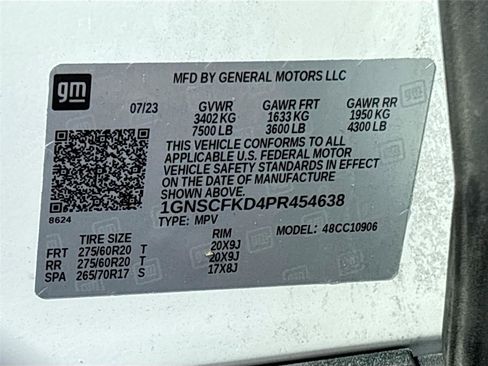 gm
MFD BY GENERAL MOTORS LLC
07/23 GVWR GAWR FRT GAWR RR
3402 KG 1633 KG 1950 KG
7500 LB 3600 LB 4300 LB
THIS VEHICLE CONFORMS TO ALL
APPLICABLE U.S. FEDERAL MOTOR
VEHICLE SAFETY STANDARDS IN EFFECT
ON THE DATE OF MANUFACTURE
SHOWN ABOVE.
1GNSCFKD4PR454638
8624
TYPE: MPV MODEL: 48CC10906
TIRE SIZE RIM
FRT 275/60R20 T 20X9J
RR 275/60R20 T 20X9J
SPA 265/70R17 S 17X8J